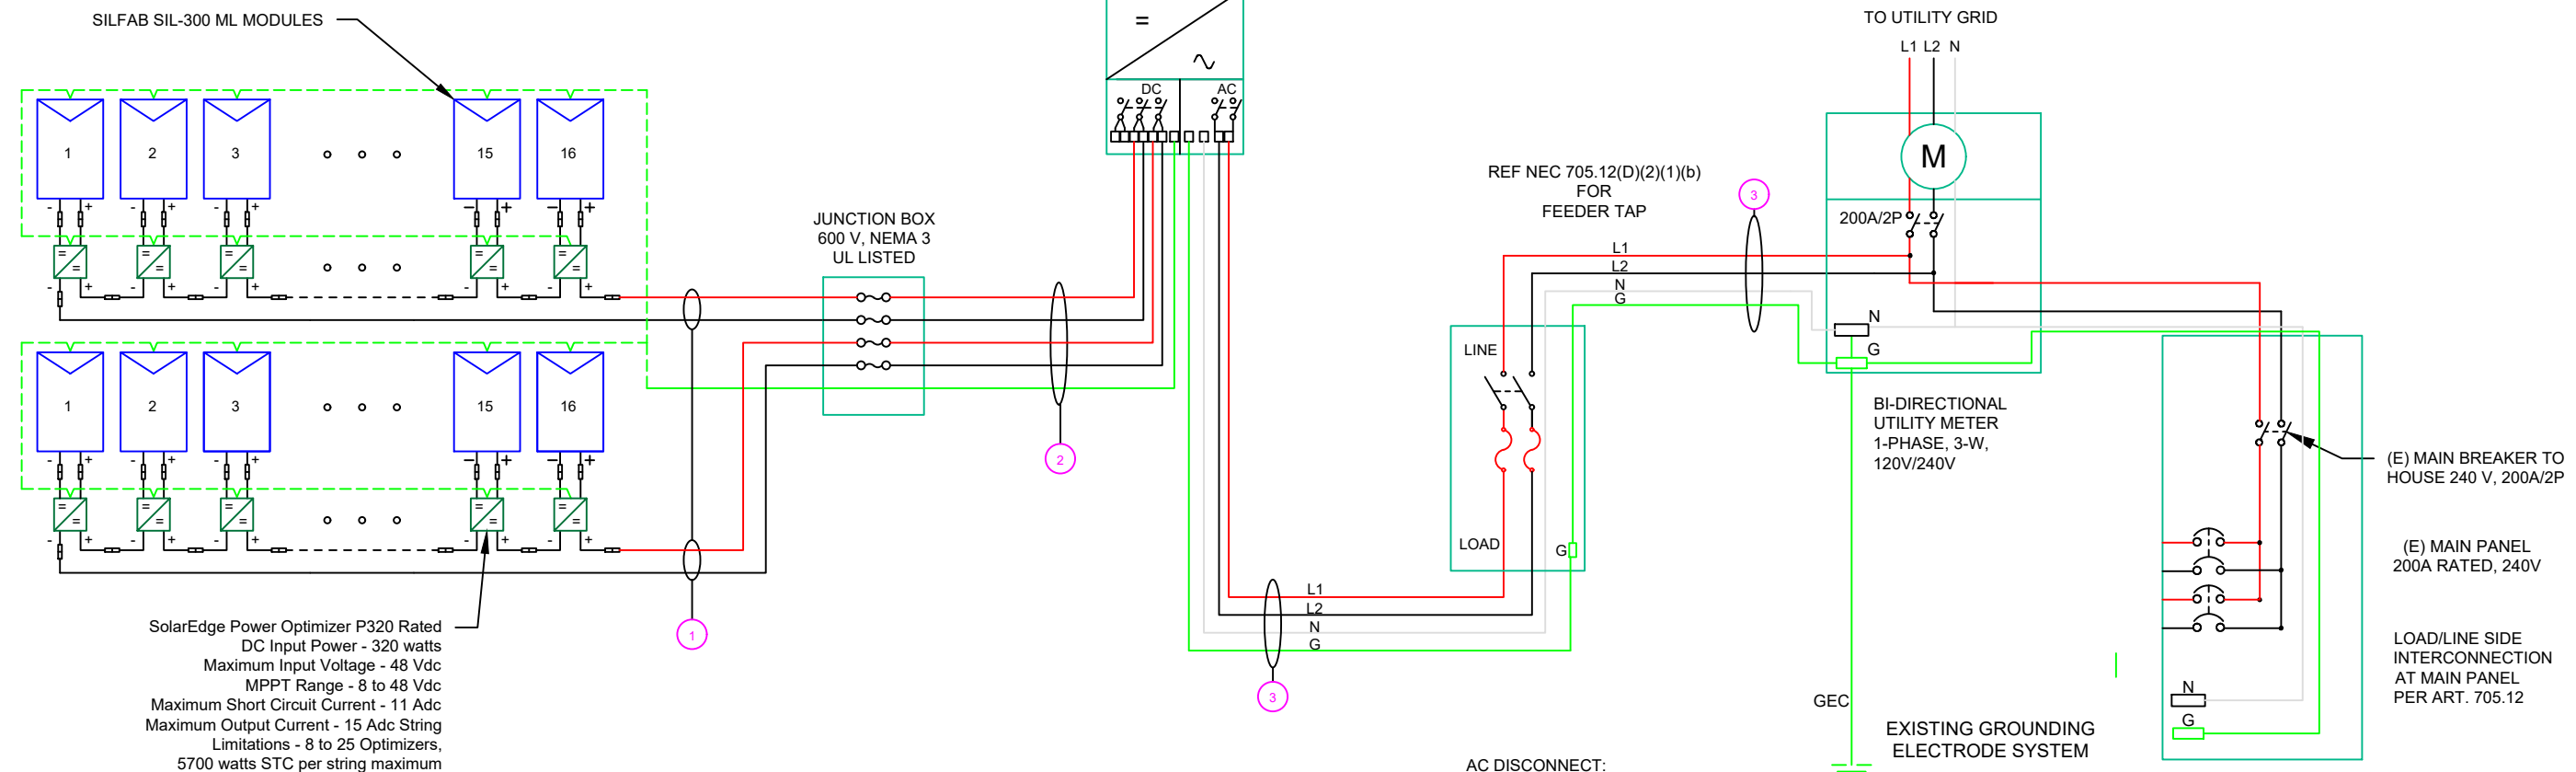 SILFAB SIL-300 ML MODULES
1
2
3
15
16
- + - + - + - + - +
- + - + - + - + - +
1
2
3
15
16
- + - + - + - + - +
- + - + - + - + - +
SolarEdge Power Optimizer P320 Rated
DC Input Power - 320 watts
Maximum Input Voltage - 48 Vdc
MPPT Range - 8 to 48 Vdc
Maximum Short Circuit Current - 11 Adc
Maximum Output Current - 15 Adc String
Limitations - 8 to 25 Optimizers,
5700 watts STC per string maximum
1
JUNCTION BOX
600 V, NEMA 3
UL LISTED
2
DC
AC
L1
L2
N
G
3
REF NEC 705.12(D)(2)(1)(b)
FOR
FEEDER TAP
3
L1
L2
N
G
LINE
LOAD
G
AC DISCONNECT:
TO UTILITY GRID
L1 L2 N
M
200A/2P
N
G
BI-DIRECTIONAL
UTILITY METER
1-PHASE, 3-W,
120V/240V
GEC
EXISTING GROUNDING
ELECTRODE SYSTEM
(E) MAIN BREAKER TO
HOUSE 240 V, 200A/2P
(E) MAIN PANEL
200A RATED, 240V
LOAD/LINE SIDE
INTERCONNECTION
AT MAIN PANEL
PER ART. 705.12
N
G